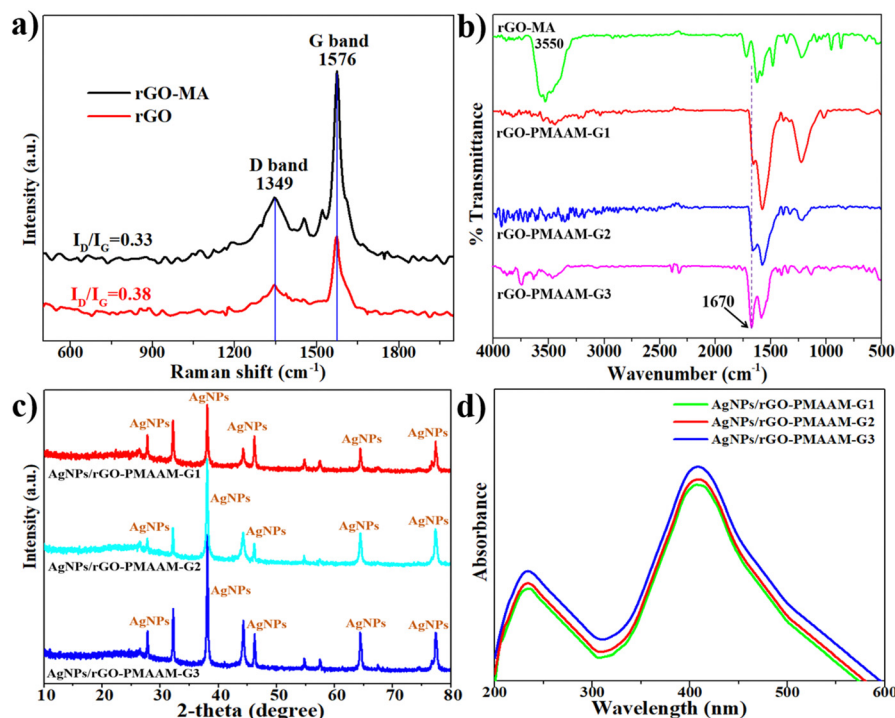 a)
G band
1576
rGO-MA
rGO
D band
1349
I_D/I_G=0.33
I_D/I_G=0.38
Intensity (a.u.)
600 900 1200 1500 1800
Raman shift (cm⁻¹)
b)
rGO-MA
3550
rGO-PMAAM-G1
rGO-PMAAM-G2
rGO-PMAAM-G3
1670
% Transmittance
4000 3500 3000 2500 2000 1500 1000 500
Wavenumber (cm⁻¹)
c)
AgNPs
AgNPs
AgNPs
AgNPs
AgNPs
AgNPs/rGO-PMAAM-G1
AgNPs
AgNPs
AgNPs
AgNPs
AgNPs
AgNPs/rGO-PMAAM-G2
AgNPs
AgNPs
AgNPs
AgNPs
AgNPs
AgNPs/rGO-PMAAM-G3
Intensity (a.u.)
10 20 30 40 50 60 70 80
2-theta (degree)
d)
AgNPs/rGO-PMAAM-G1
AgNPs/rGO-PMAAM-G2
AgNPs/rGO-PMAAM-G3
Absorbance
200 300 400 500 600
Wavelength (nm)